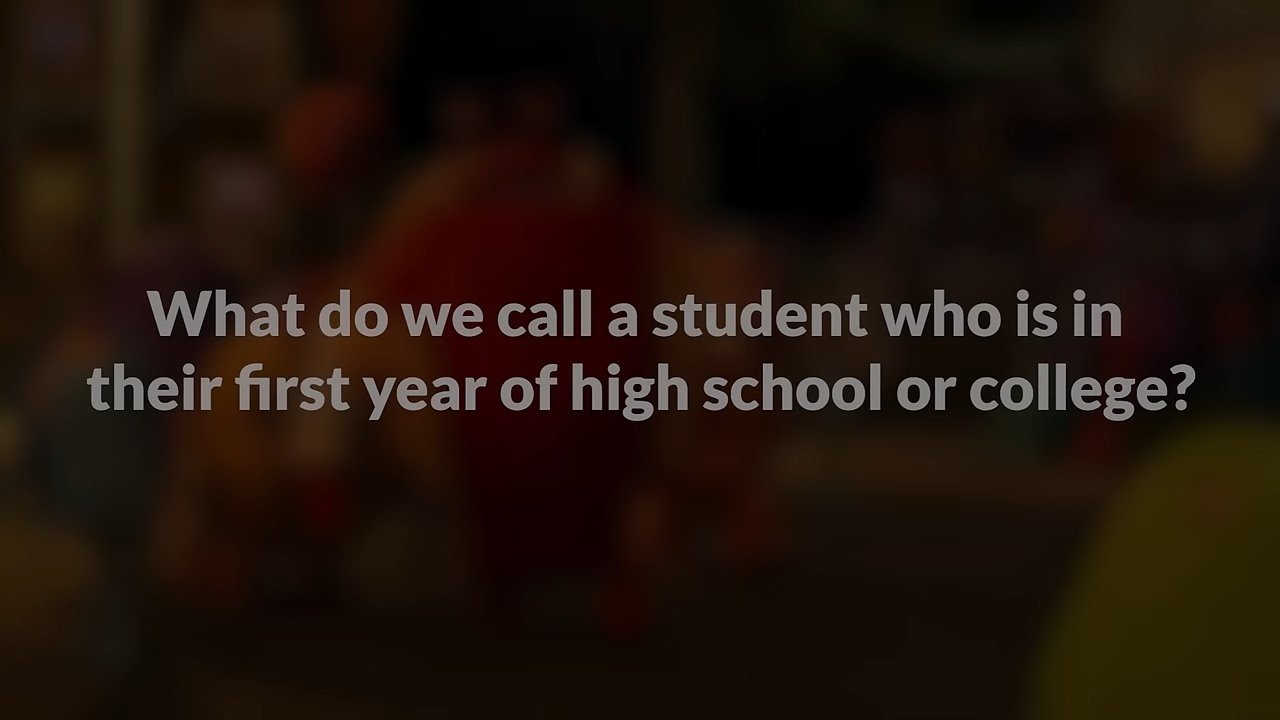 What do we call a student who is in
their first year of high school or college?